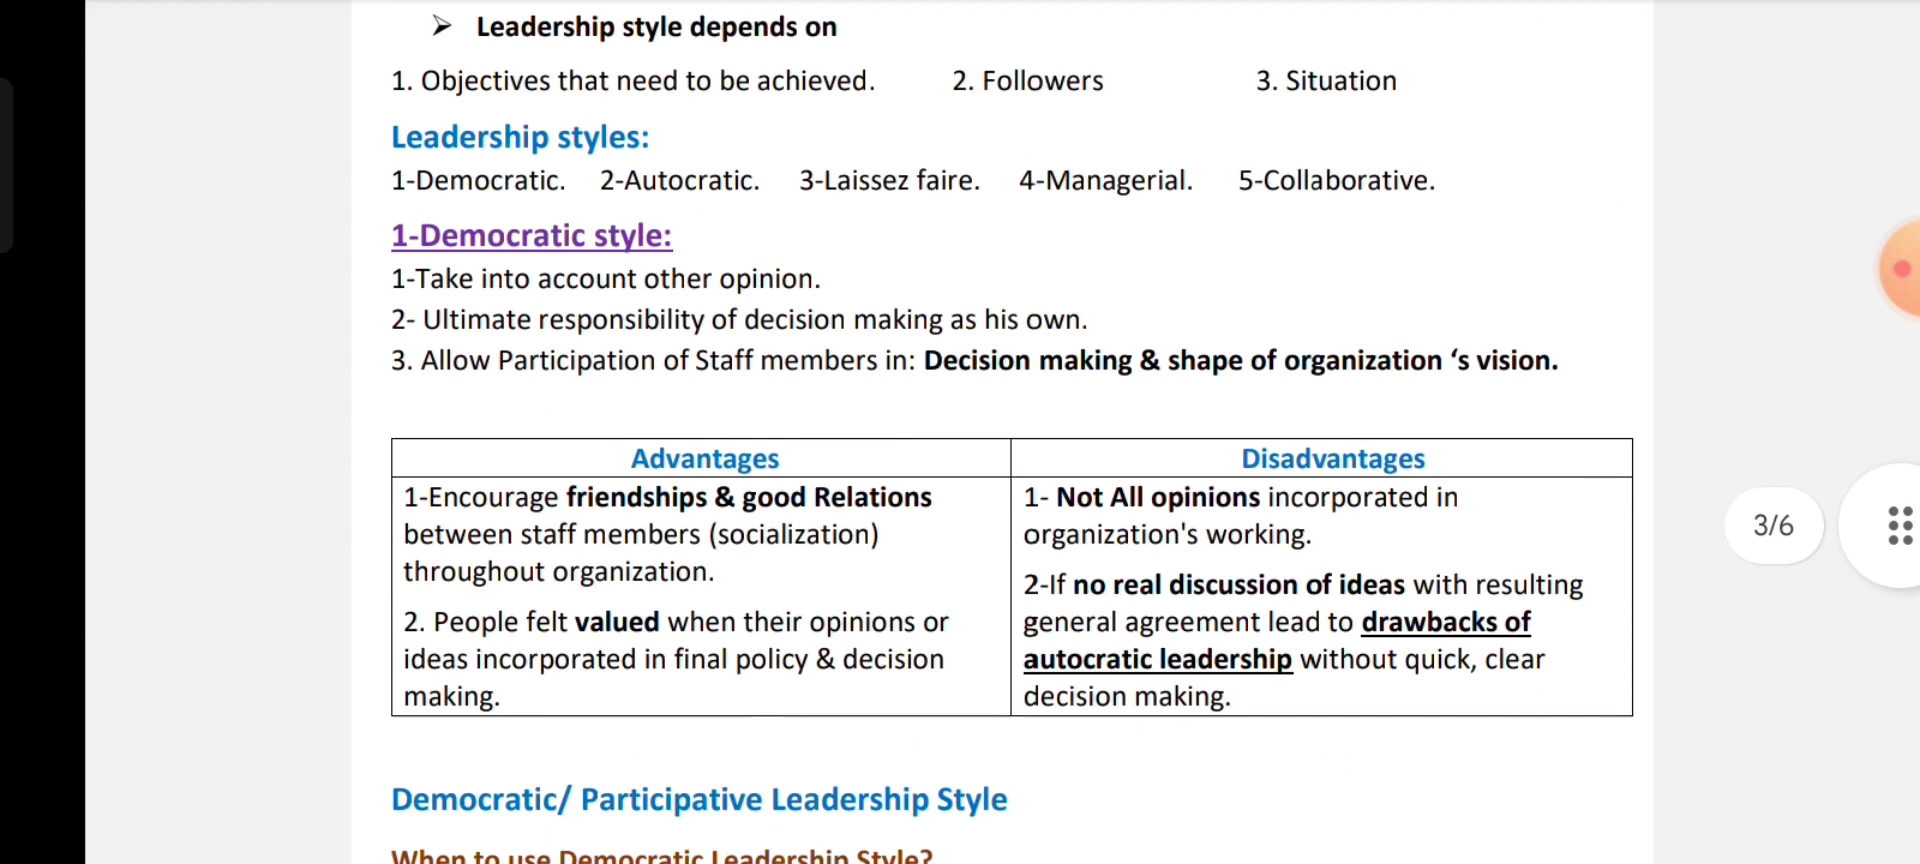 ➢ Leadership style depends on
1. Objectives that need to be achieved. 2. Followers 3. Situation
Leadership styles:
1-Democratic. 2-Autocratic. 3-Laissez faire. 4-Managerial. 5-Collaborative.
1-Democratic style:
1-Take into account other opinion.
2- Ultimate responsibility of decision making as his own.
3. Allow Participation of Staff members in: Decision making & shape of organization ‘s vision.
Advantages
1-Encourage friendships & good Relations
between staff members (socialization)
throughout organization.
2. People felt valued when their opinions or
ideas incorporated in final policy & decision
making.
Disadvantages
1- Not All opinions incorporated in
organization's working.
2-If no real discussion of ideas with resulting
general agreement lead to drawbacks of
autocratic leadership without quick, clear
decision making.
3/6
Democratic/ Participative Leadership Style
When to use Democratic Leadership Style?